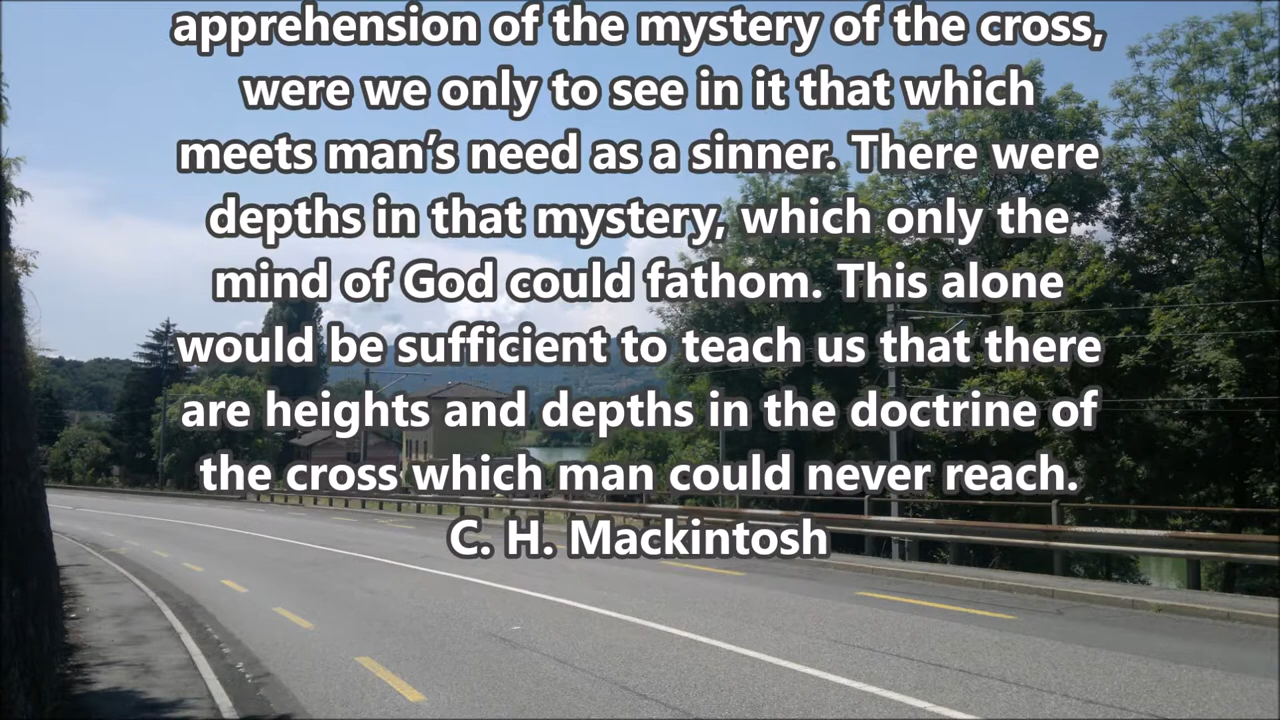 apprehension of the mystery of the cross,
were we only to see in it that which
meets man’s need as a sinner. There were
depths in that mystery, which only the
mind of God could fathom. This alone
would be sufficient to teach us that there
are heights and depths in the doctrine of
the cross which man could never reach.
C. H. Mackintosh